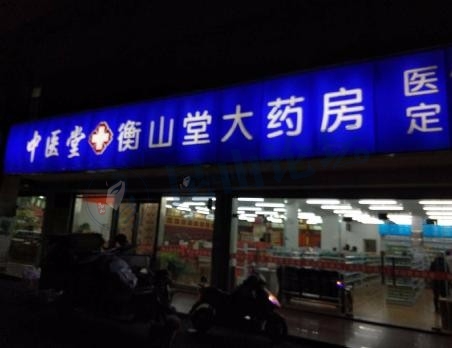 中医堂 衡山堂大药房
医
定